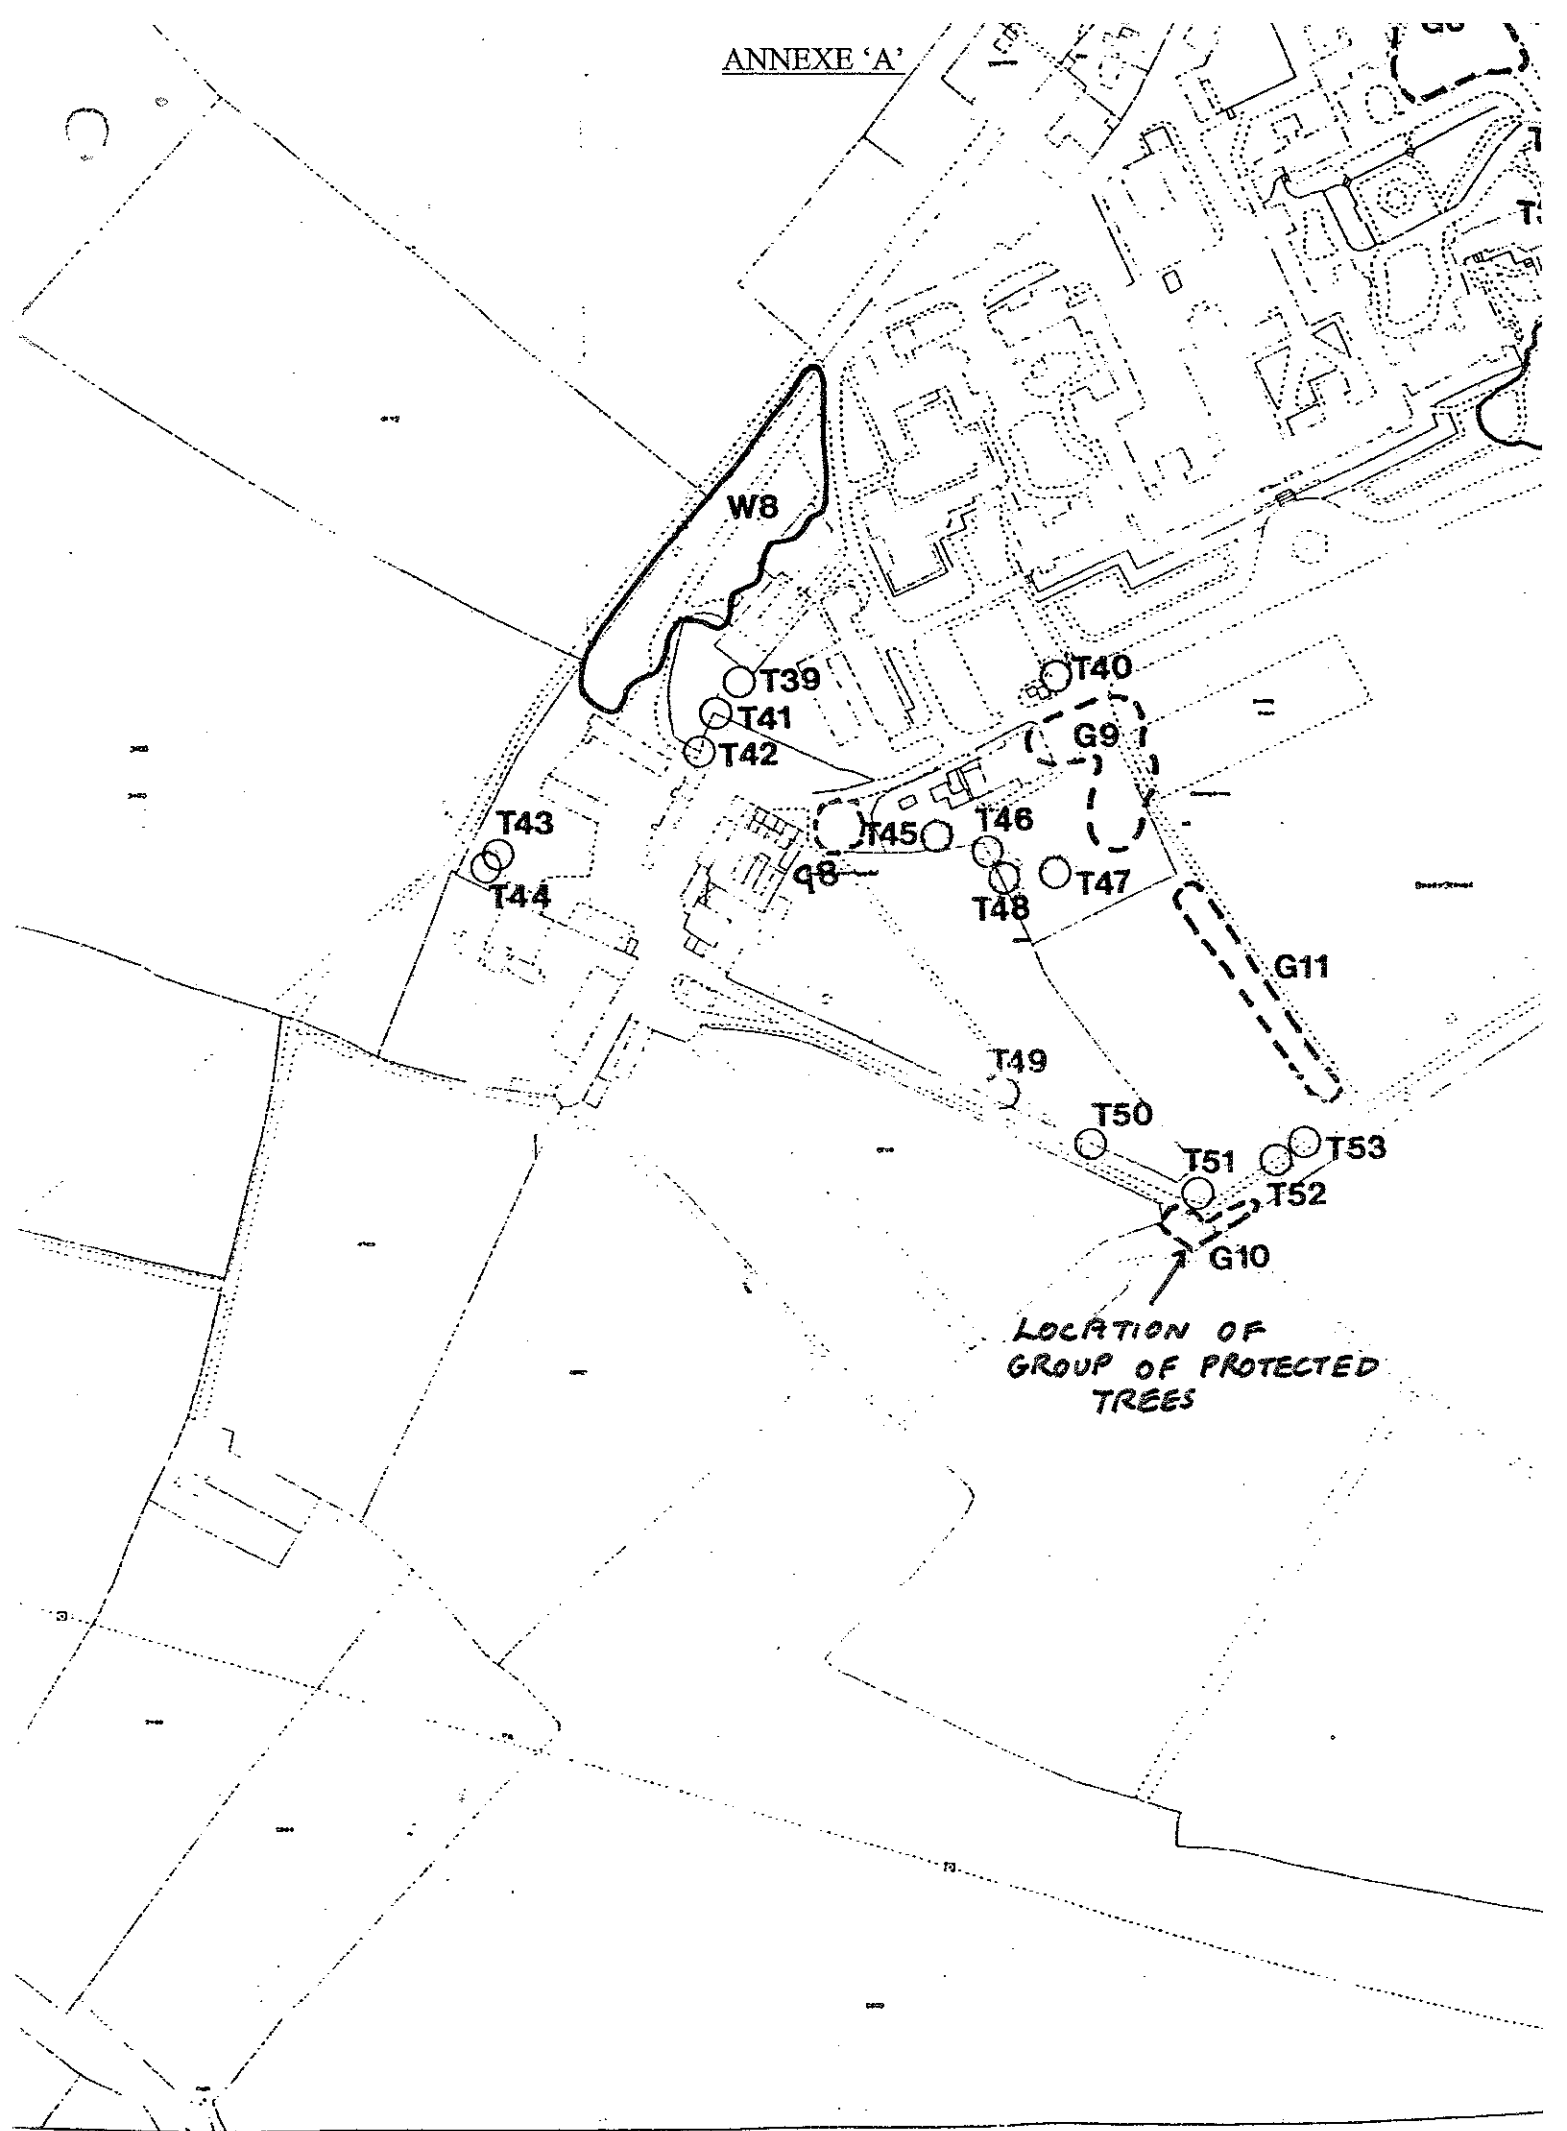 ANNEXE ‘A’
W8
T39
T40
T41
G9
T42
T43
T45
T46
T44
g8
T48
T47
G11
T49
T50
T51
T53
T52
G10
LOCATION OF
GROUP OF PROTECTED
TREES